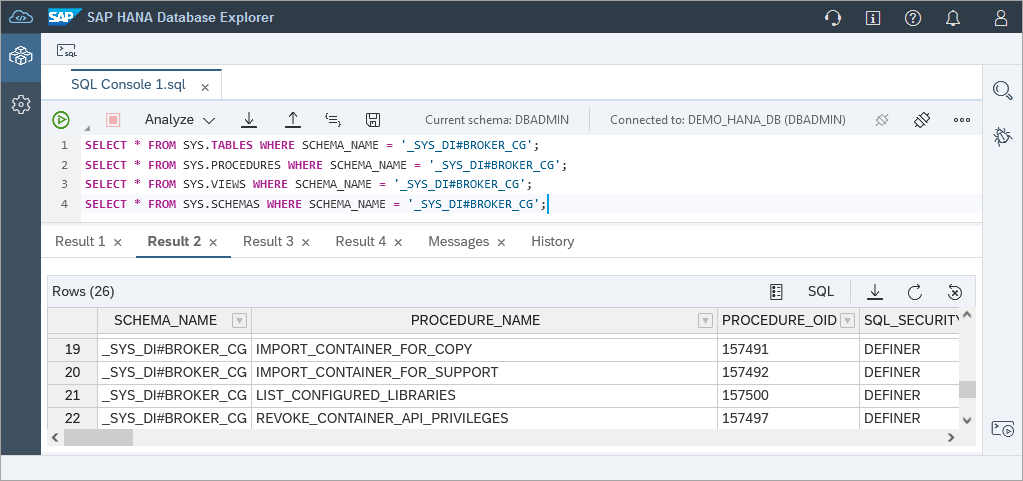 SAP SAP HANA Database Explorer
SQL
SQL Console 1.sql
Analyze Current schema: DBADMIN Connected to: DEMO_HANA_DB (DBADMIN)
1 SELECT * FROM SYS.TABLES WHERE SCHEMA_NAME = '_SYS_DI#BROKER_CG';
2 SELECT * FROM SYS.PROCEDURES WHERE SCHEMA_NAME = '_SYS_DI#BROKER_CG';
3 SELECT * FROM SYS.VIEWS WHERE SCHEMA_NAME = '_SYS_DI#BROKER_CG';
4 SELECT * FROM SYS.SCHEMAS WHERE SCHEMA_NAME = '_SYS_DI#BROKER_CG';
Result 1 Result 2 Result 3 Result 4 Messages History
Rows (26) SQL
SCHEMA_NAME PROCEDURE_NAME PROCEDURE_OID SQL_SECURITY
19 _SYS_DI#BROKER_CG IMPORT_CONTAINER_FOR_COPY 157491 DEFINER
20 _SYS_DI#BROKER_CG IMPORT_CONTAINER_FOR_SUPPORT 157492 DEFINER
21 _SYS_DI#BROKER_CG LIST_CONFIGURED_LIBRARIES 157500 DEFINER
22 _SYS_DI#BROKER_CG REVOKE_CONTAINER_API_PRIVILEGES 157497 DEFINER